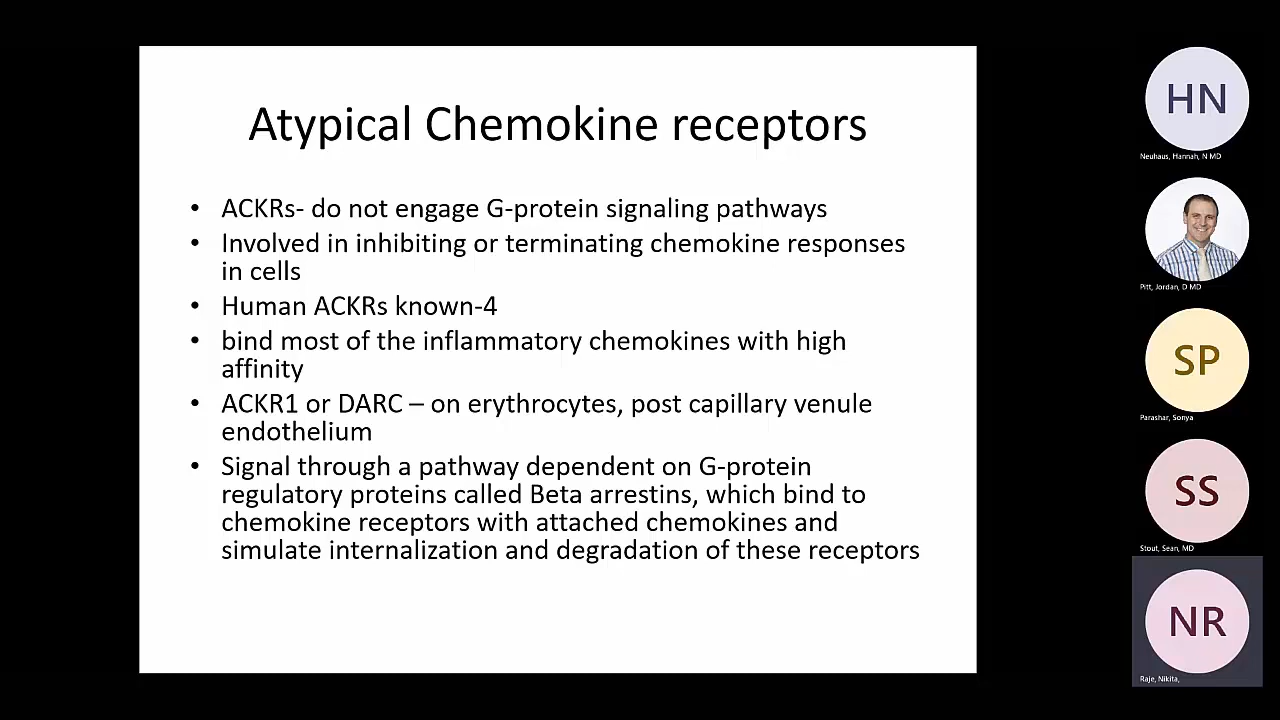 Atypical Chemokine receptors
• ACKRs- do not engage G-protein signaling pathways
• Involved in inhibiting or terminating chemokine responses
in cells
• Human ACKRs known-4
• bind most of the inflammatory chemokines with high
affinity
• ACKR1 or DARC – on erythrocytes, post capillary venule
endothelium
• Signal through a pathway dependent on G-protein
regulatory proteins called Beta arrestins, which bind to
chemokine receptors with attached chemokines and
simulate internalization and degradation of these receptors
HN
Neuhaus, Hannah, N MD
Pitt, Jordan, D MD
SP
Parashar, Sonya
SS
Stout, Sean, MD
NR
Raje, Nikita,